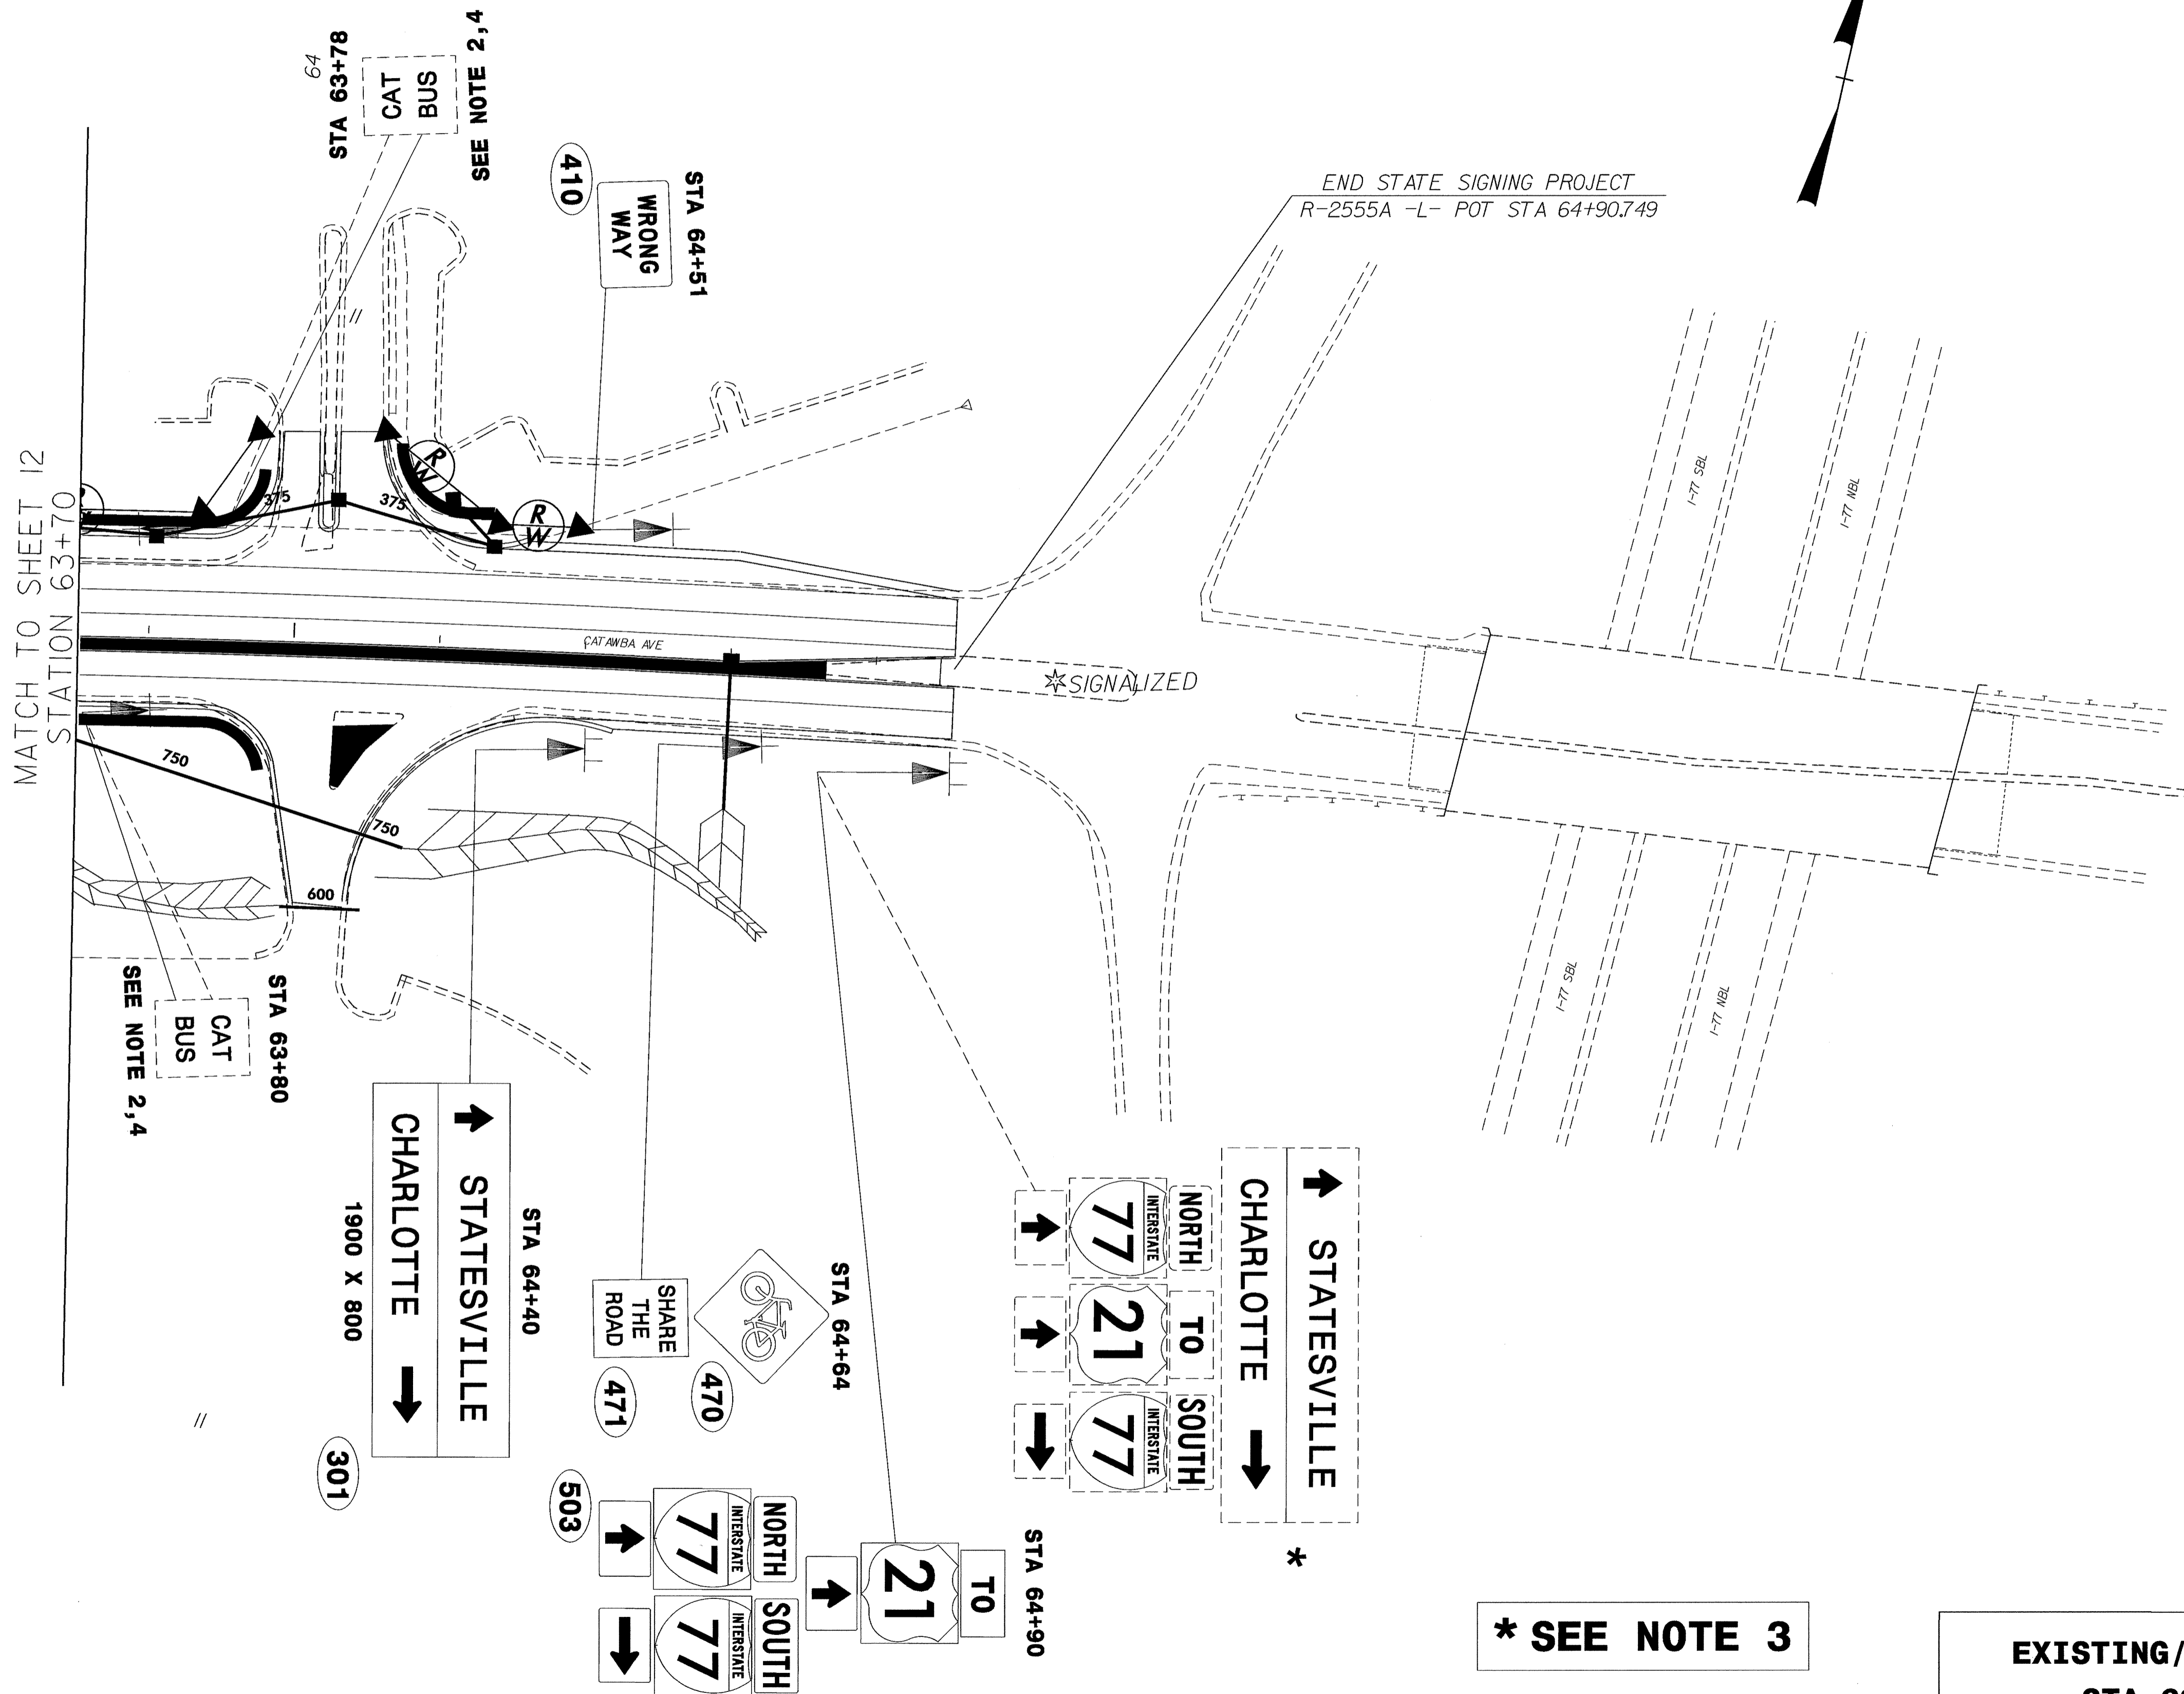 STA 63+78
64
CAT
BUS
SEE NOTE 2,4
410
WRONG
WAY
STA 64+51
END STATE SIGNING PROJECT
R-2555A -L- POT STA 64+90.749
MATCH TO SHEET 12
STATION 63+70
375
375
R
W
R
W
CATAWBA AVE
SIGNALIZED
I-77 SBL
I-77 NBL
750
750
600
I-77 SBL
I-77 NBL
SEE NOTE 2,4
CAT
BUS
STA 63+80
STATESVILLE
CHARLOTTE
STA 64+40
1900 X 800
301
STA 64+64
SHARE
THE
ROAD
470
471
STATESVILLE
CHARLOTTE
NORTH
INTERSTATE
77
TO
21
SOUTH
INTERSTATE
77
*
STA 64+90
TO
21
503
NORTH
INTERSTATE
77
SOUTH
INTERSTATE
77
* SEE NOTE 3
EXISTING/